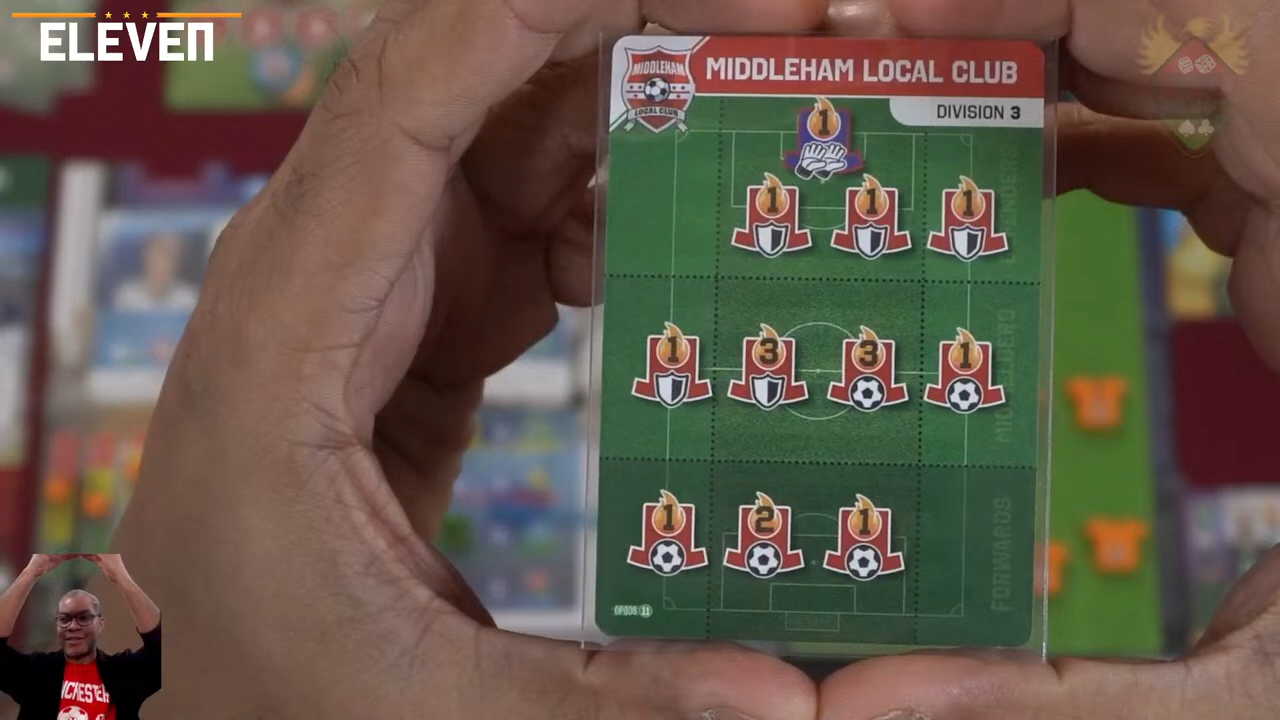 ELEVEN
MIDDLEHAM LOCAL CLUB
MIDDLEHAM
LOCAL CLUB
DIVISION 3
1
1 1 1
DEFENDERS
1 3 3 1
MIDFIELDERS
1 2 1
FORWARDS
OP008 11